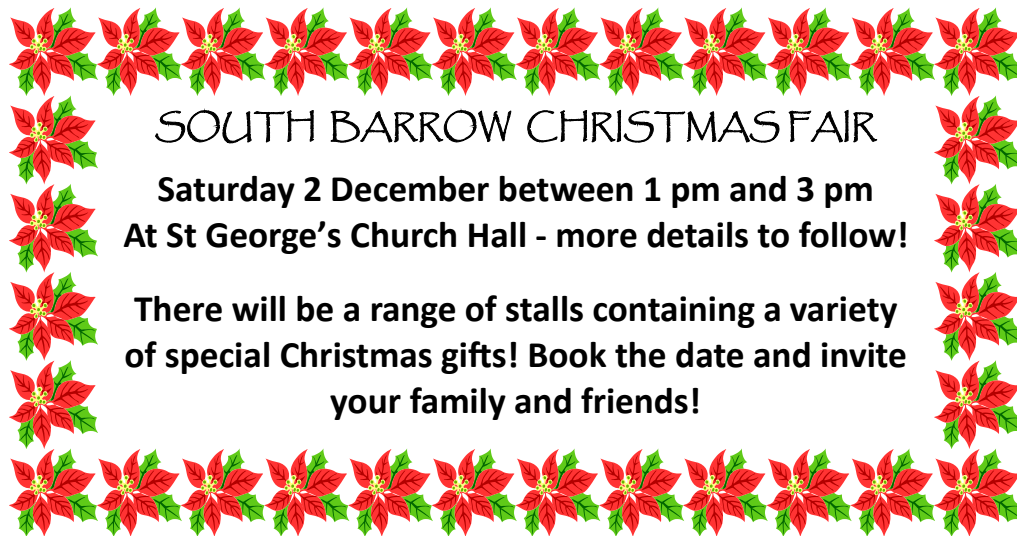 SOUTH BARROW CHRISTMAS FAIR
Saturday 2 December between 1 pm and 3 pm
At St George’s Church Hall - more details to follow!
There will be a range of stalls containing a variety
of special Christmas gifts! Book the date and invite
your family and friends!